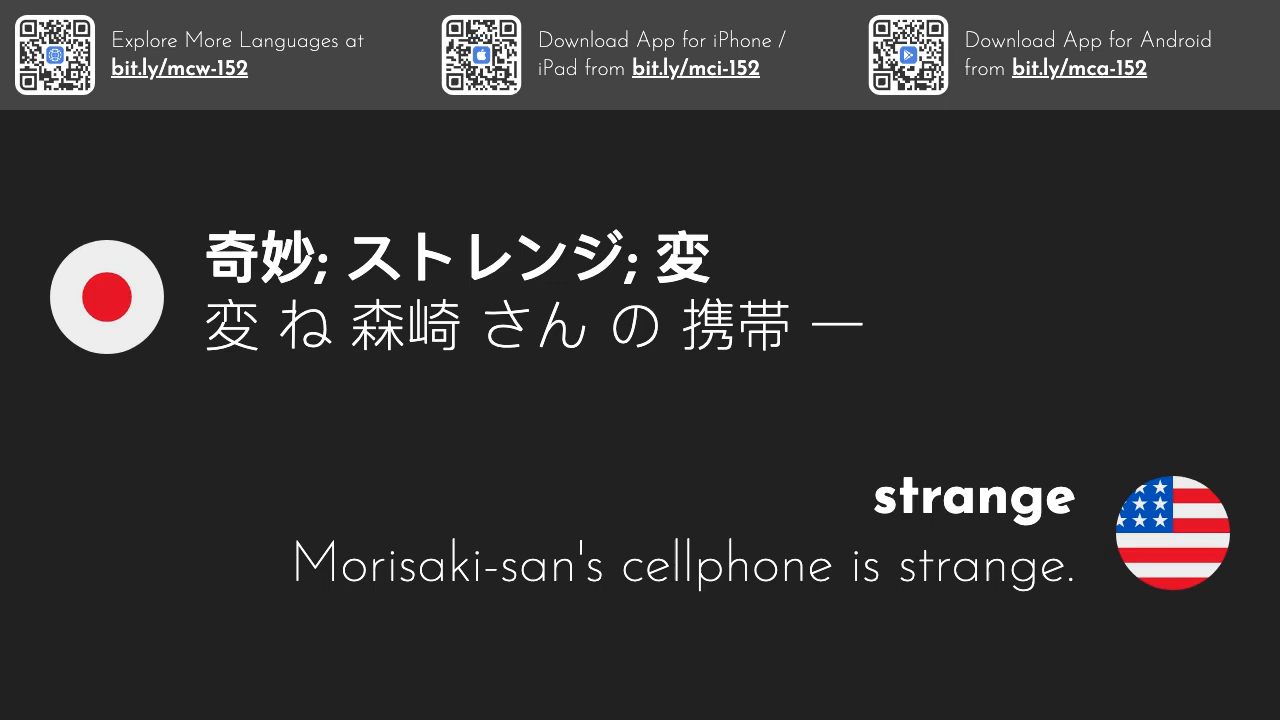 Explore More Languages at
bit.ly/mcw-152
Download App for iPhone /
iPad from bit.ly/mci-152
Download App for Android
from bit.ly/mca-152
奇妙; ストレンジ; 変
変 ね 森崎 さん の 携帯 —
strange
Morisaki-san's cellphone is strange.